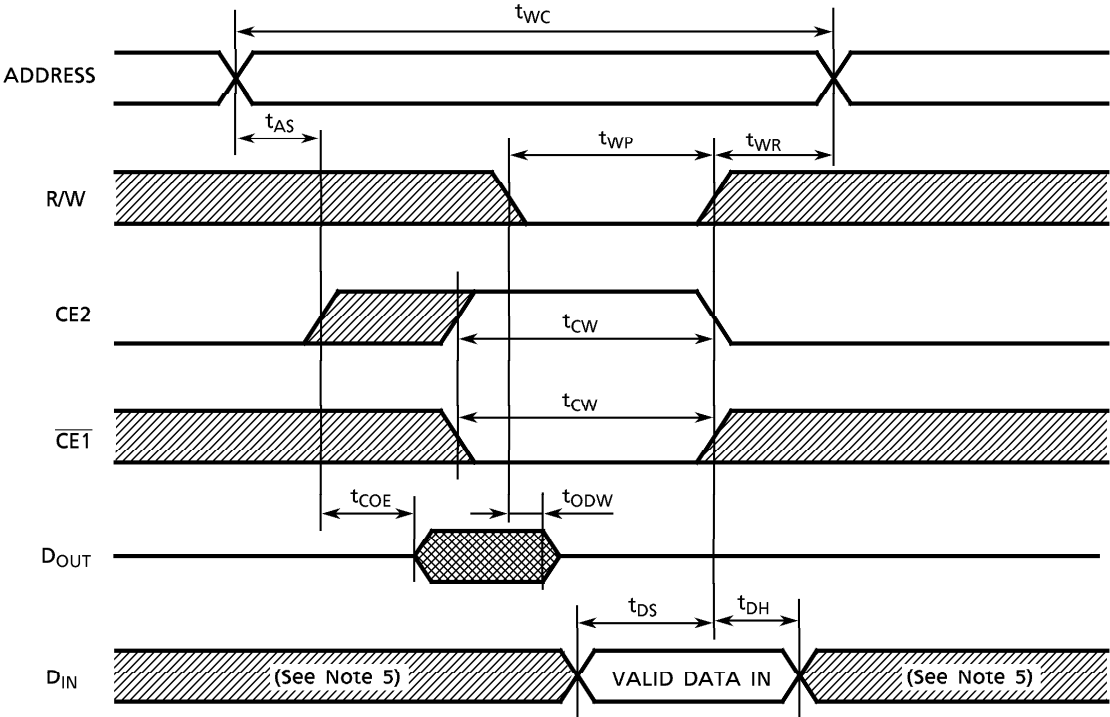 tWC
ADDRESS
tAS
tWP
tWR
R/W
CE2
tCW
tCW
CE1
tCOE
tODW
DOUT
tDS
tDH
DIN
(See Note 5)
VALID DATA IN
(See Note 5)